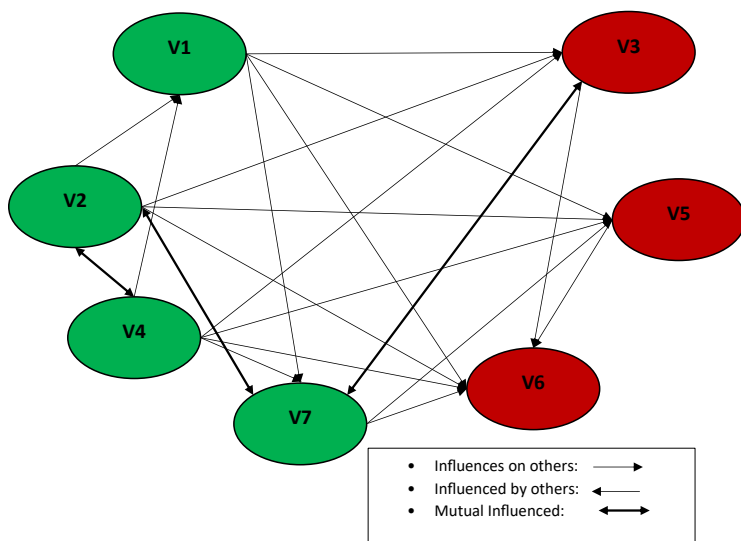 V1
V3
V2
V5
V4
V6
V7
• Influences on others:
• Influenced by others:
• Mutual Influenced: